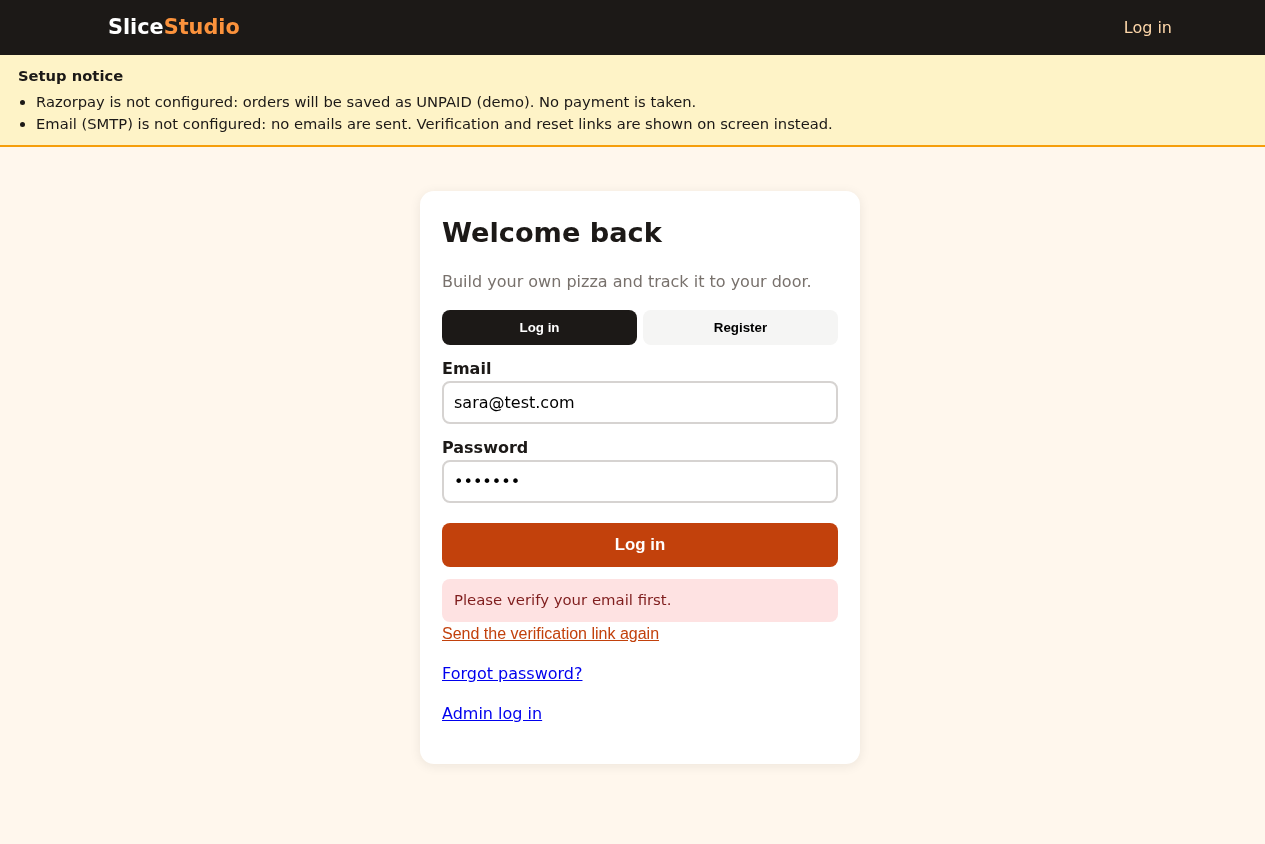 SliceStudio
Log in
Setup notice
• Razorpay is not configured: orders will be saved as UNPAID (demo). No payment is taken.
• Email (SMTP) is not configured: no emails are sent. Verification and reset links are shown on screen instead.
Welcome back
Build your own pizza and track it to your door.
Log in
Register
Email
sara@test.com
Password
•••••••
Log in
Please verify your email first.
Send the verification link again
Forgot password?
Admin log in